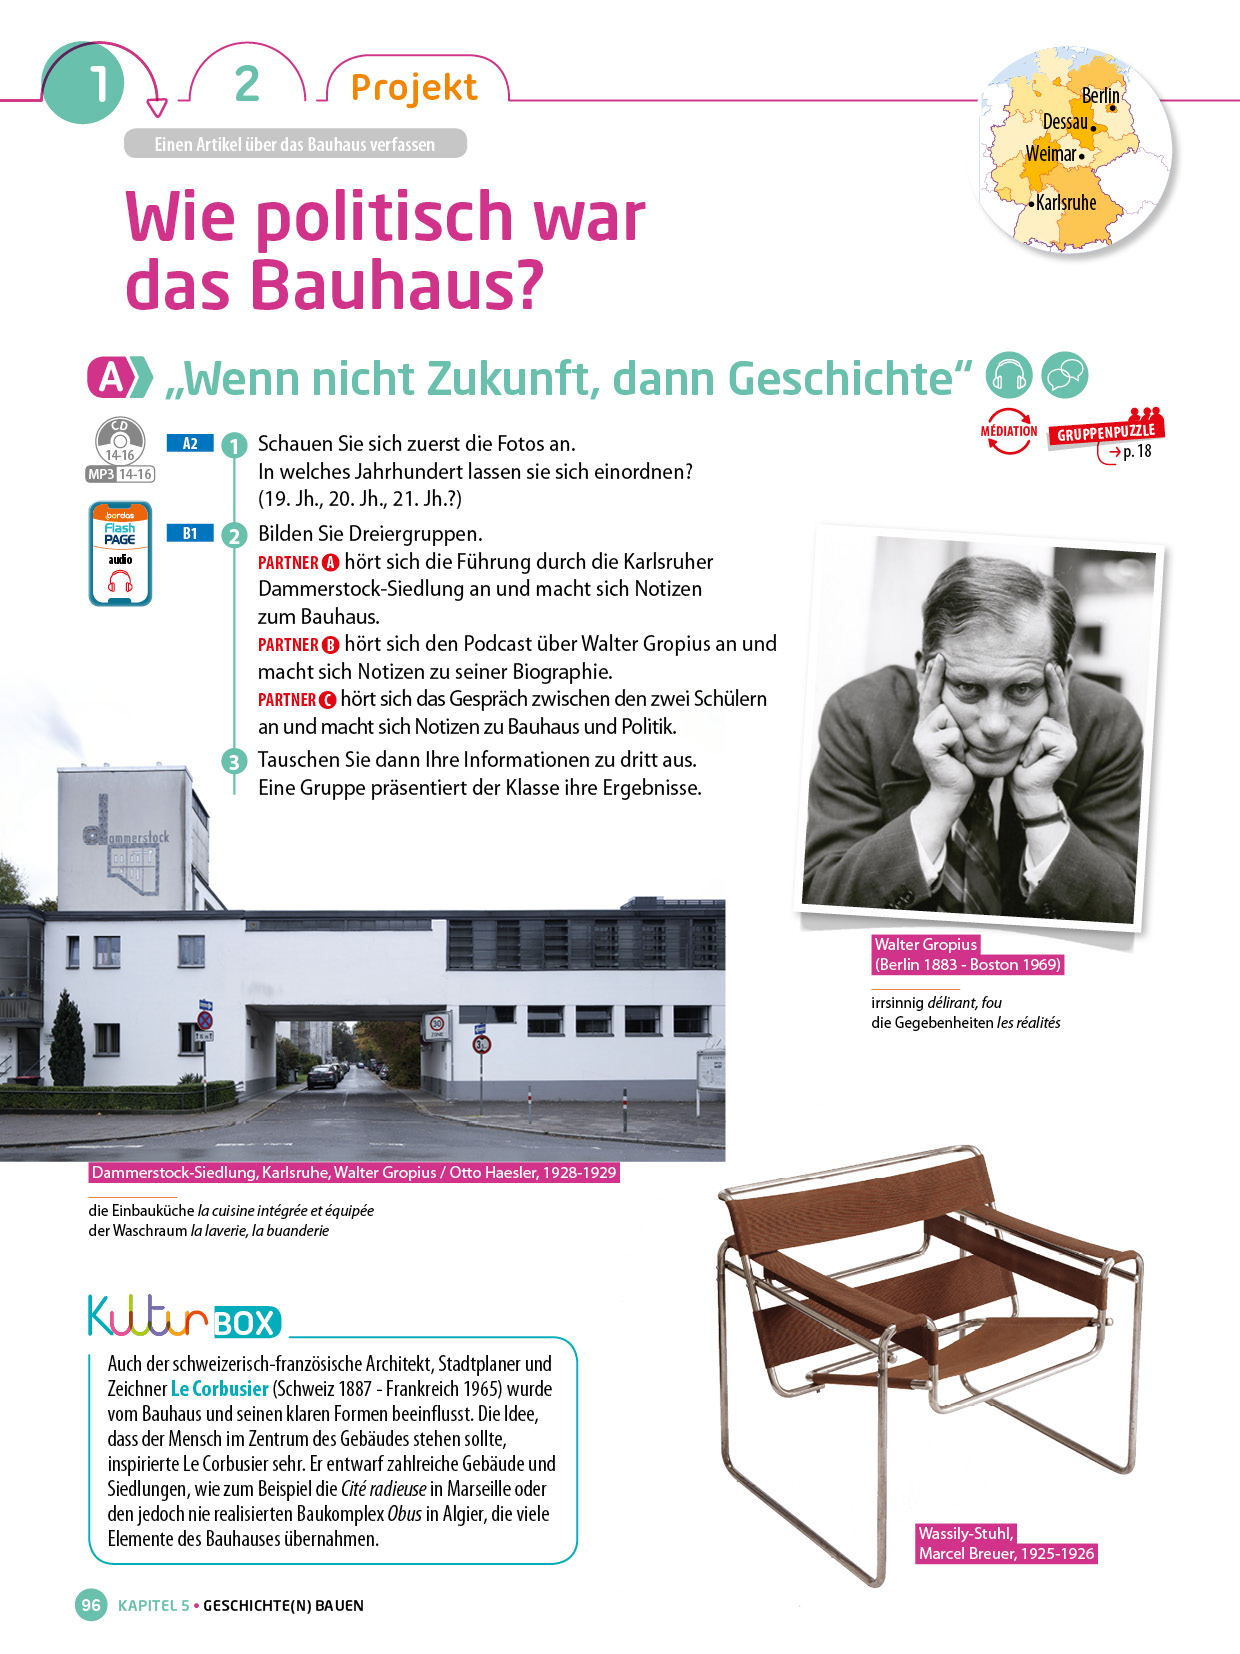 1
2
Projekt
Einen Artikel über das Bauhaus verfassen
Berlin
Dessau
Weimar
Karlsruhe
Wie politisch war
das Bauhaus?
A
„Wenn nicht Zukunft, dann Geschichte“
MÉDIATION
GRUPPENPUZZLE
p. 18
CD
14-16
MP3 14-16
bordas
Flash
PAGE
audio
A2
1 Schauen Sie sich zuerst die Fotos an.
In welches Jahrhundert lassen sie sich einordnen?
(19. Jh., 20. Jh., 21. Jh.?)
B1
2 Bilden Sie Dreiergruppen.
PARTNER A hört sich die Führung durch die Karlsruher
Dammerstock-Siedlung an und macht sich Notizen
zum Bauhaus.
PARTNER B hört sich den Podcast über Walter Gropius an und
macht sich Notizen zu seiner Biographie.
PARTNER C hört sich das Gespräch zwischen den zwei Schülern
an und macht sich Notizen zu Bauhaus und Politik.
3 Tauschen Sie dann Ihre Informationen zu dritt aus.
Eine Gruppe präsentiert der Klasse ihre Ergebnisse.
dammerstock
30
ZONE
Walter Gropius
(Berlin 1883 - Boston 1969)
irrsinnig délirant, fou
die Gegebenheiten les réalités
Dammerstock-Siedlung, Karlsruhe, Walter Gropius / Otto Haesler, 1928-1929
die Einbauküche la cuisine intégrée et équipée
der Waschraum la laverie, la buanderie
Kultur BOX
Auch der schweizerisch-französische Architekt, Stadtplaner und
Zeichner Le Corbusier (Schweiz 1887 - Frankreich 1965) wurde
vom Bauhaus und seinen klaren Formen beeinflusst. Die Idee,
dass der Mensch im Zentrum des Gebäudes stehen sollte,
inspirierte Le Corbusier sehr. Er entwarf zahlreiche Gebäude und
Siedlungen, wie zum Beispiel die Cité radieuse in Marseille oder
den jedoch nie realisierten Baukomplex Obus in Algier, die viele
Elemente des Bauhauses übernahmen.
Wassily-Stuhl,
Marcel Breuer, 1925-1926
96 KAPITEL 5 • GESCHICHTE(N) BAUEN